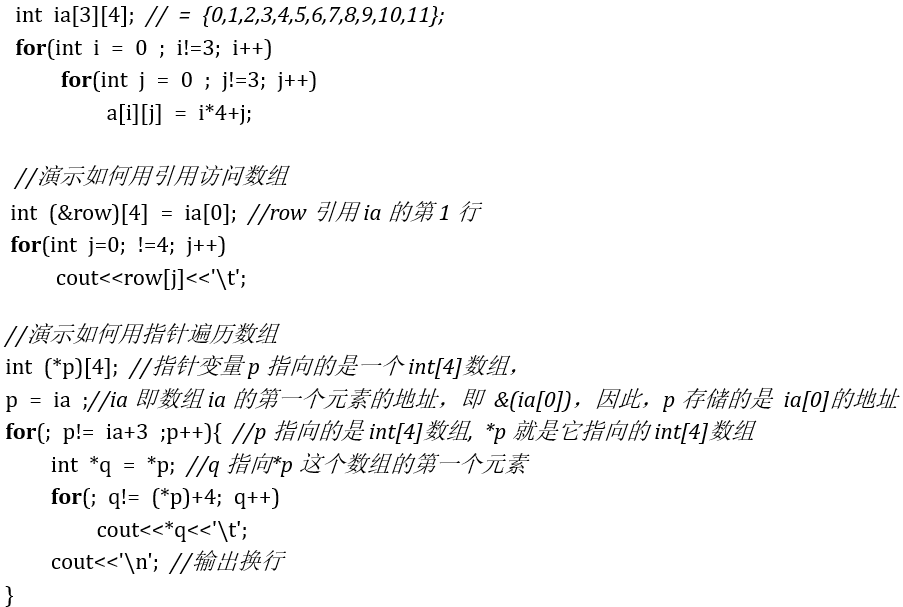 int ia[3][4]; // = {0,1,2,3,4,5,6,7,8,9,10,11};
for(int i = 0 ; i!=3; i++)
for(int j = 0 ; j!=3; j++)
a[i][j] = i*4+j;
//演示如何用引用访问数组
int (&row)[4] = ia[0]; //row 引用 ia 的第 1 行
for(int j=0; !=4; j++)
cout<<row[j]<<'\t';
//演示如何用指针遍历数组
int (*p)[4]; //指针变量 p 指向的是一个 int[4]数组，
p = ia ;//ia 即数组 ia 的第一个元素的地址，即 &(ia[0])，因此，p 存储的是 ia[0]的地址
for(; p!= ia+3 ;p++){ //p 指向的是 int[4]数组, *p 就是它指向的 int[4]数组
int *q = *p; //q 指向*p 这个数组的第一个元素
for(; q!= (*p)+4; q++)
cout<<*q<<'\t';
cout<<'\n'; //输出换行
}